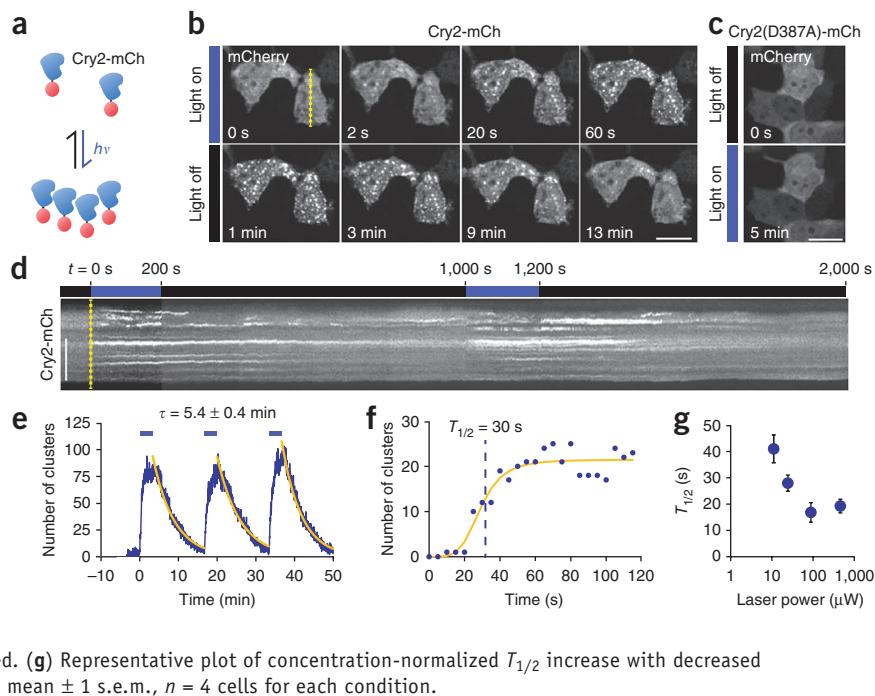 a
Cry2-mCh
hν
b
Cry2-mCh
Light on
mCherry
0 s
2 s
20 s
60 s
Light off
1 min
3 min
9 min
13 min
c
Cry2(D387A)-mCh
Light off
mCherry
0 s
Light on
5 min
d
t = 0 s
200 s
1,000 s
1,200 s
2,000 s
Cry2-mCh
e
τ = 5.4 ± 0.4 min
Number of clusters
125
100
75
50
25
0
–10
0
10
20
30
40
50
Time (min)
f
T1/2 = 30 s
Number of clusters
30
20
10
0
0
40
80
120
Time (s)
g
T1/2 (s)
50
40
30
20
10
0
1
10
100
1,000
Laser power (μW)
ed. (g) Representative plot of concentration-normalized T1/2 increase with decreased
mean ± 1 s.e.m., n = 4 cells for each condition.